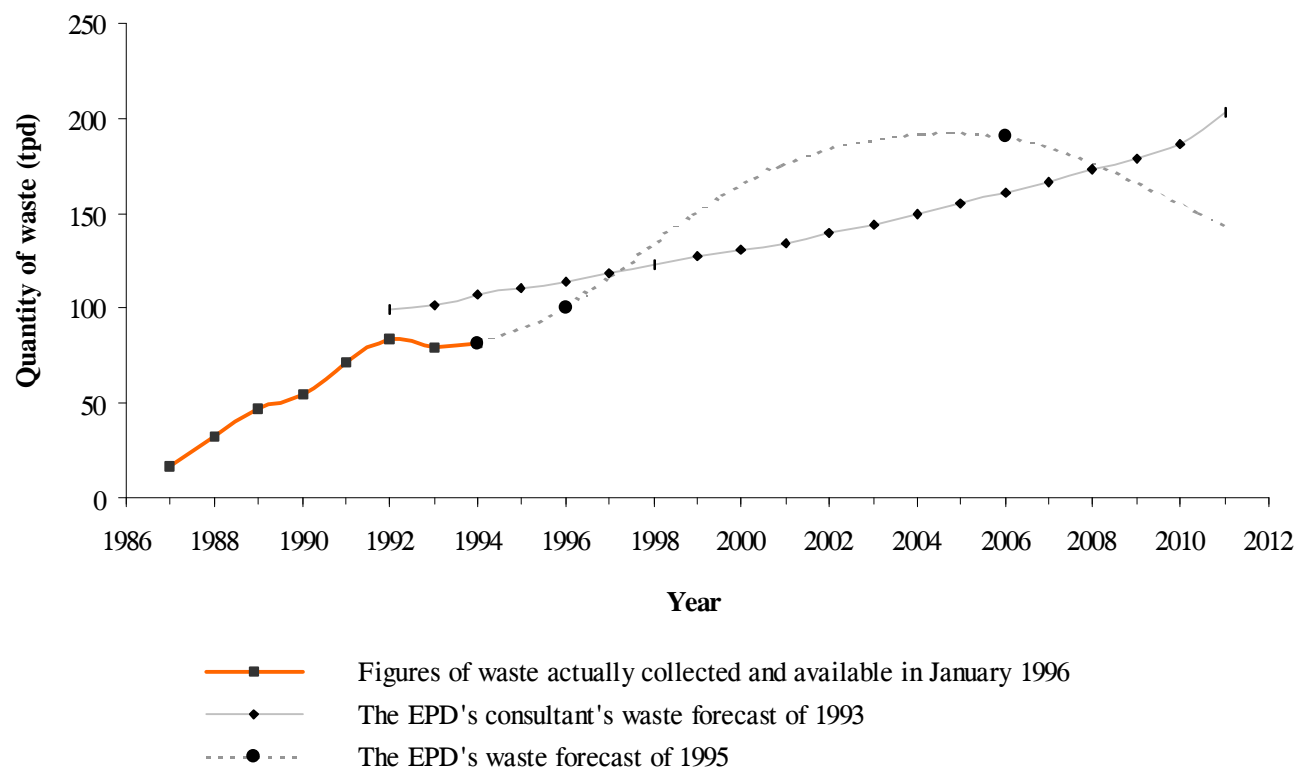 250
200
150
100
50
0
Quantity of waste (tpd)
1986 1988 1990 1992 1994 1996 1998 2000 2002 2004 2006 2008 2010 2012
Year
Figures of waste actually collected and available in January 1996
The EPD's consultant's waste forecast of 1993
The EPD's waste forecast of 1995